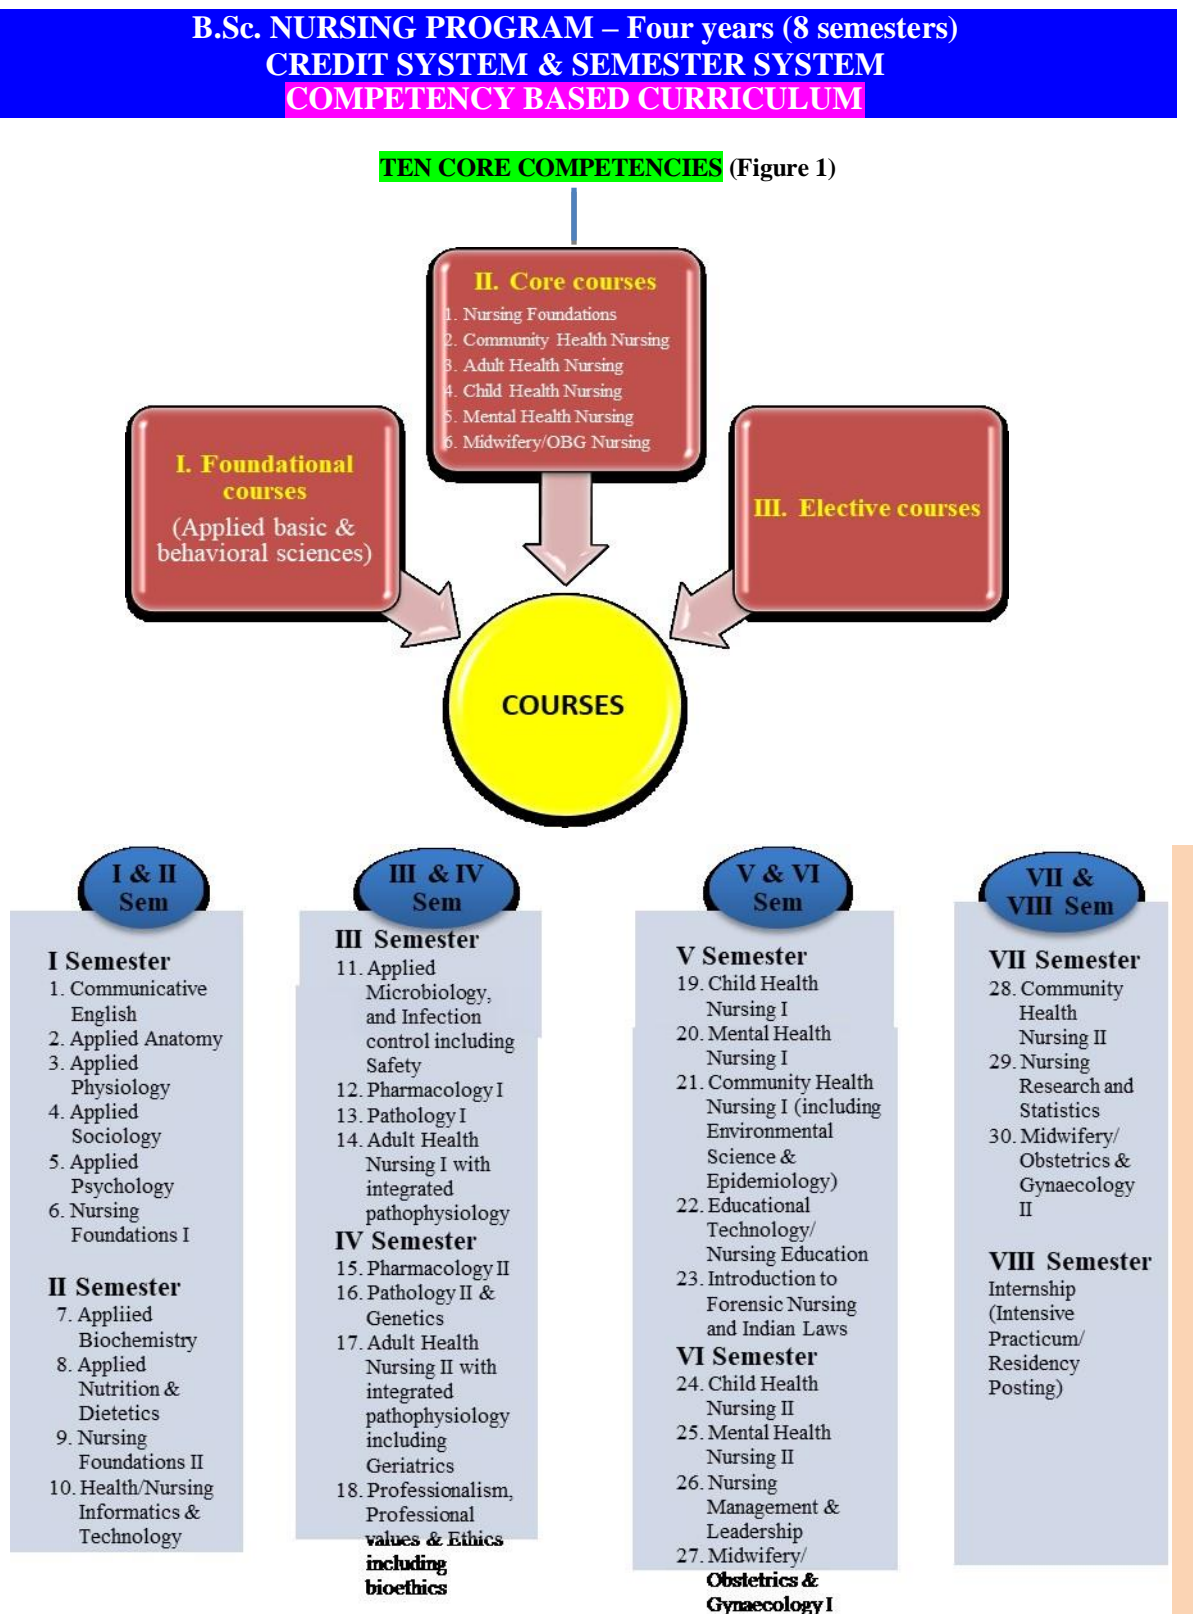 B.Sc. NURSING PROGRAM – Four years (8 semesters)
CREDIT SYSTEM & SEMESTER SYSTEM
COMPETENCY BASED CURRICULUM
TEN CORE COMPETENCIES (Figure 1)
II. Core courses
1. Nursing Foundations
2. Community Health Nursing
3. Adult Health Nursing
4. Child Health Nursing
5. Mental Health Nursing
6. Midwifery/OBG Nursing
I. Foundational
courses
(Applied basic &
behavioral sciences)
III. Elective courses
COURSES
I & II
Sem
I Semester
1. Communicative
English
2. Applied Anatomy
3. Applied
Physiology
4. Applied
Sociology
5. Applied
Psychology
6. Nursing
Foundations I
II Semester
7. Appliied
Biochemistry
8. Applied
Nutrition &
Dietetics
9. Nursing
Foundations II
10. Health/Nursing
Informatics &
Technology
III & IV
Sem
III Semester
11. Applied
Microbiology,
and Infection
control including
Safety
12. Pharmacology I
13. Pathology I
14. Adult Health
Nursing I with
integrated
pathophysiology
IV Semester
15. Pharmacology II
16. Pathology II &
Genetics
17. Adult Health
Nursing II with
integrated
pathophysiology
including
Geriatrics
18. Professionalism,
Professional
values & Ethics
including
bioethics
V & VI
Sem
V Semester
19. Child Health
Nursing I
20. Mental Health
Nursing I
21. Community Health
Nursing I (including
Environmental
Science &
Epidemiology)
22. Educational
Technology/
Nursing Education
23. Introduction to
Forensic Nursing
and Indian Laws
VI Semester
24. Child Health
Nursing II
25. Mental Health
Nursing II
26. Nursing
Management &
Leadership
27. Midwifery/
Obstetrics &
Gynaecology I
VII &
VIII Sem
VII Semester
28. Community
Health
Nursing II
29. Nursing
Research and
Statistics
30. Midwifery/
Obstetrics &
Gynaecology
II
VIII Semester
Internship
(Intensive
Practicum/
Residency
Posting)